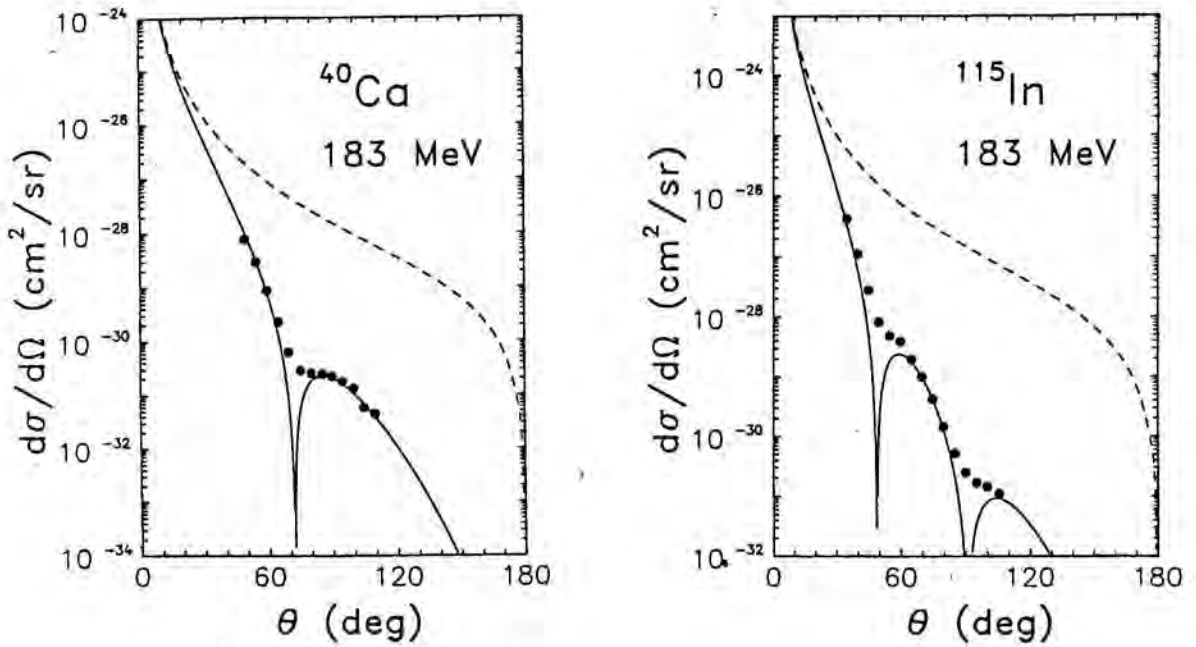 dσ/dΩ (cm²/sr)
10⁻²⁴
10⁻²⁶
10⁻²⁸
10⁻³⁰
10⁻³²
10⁻³⁴
⁴⁰Ca
183 MeV
0 60 120 180
θ (deg)
dσ/dΩ (cm²/sr)
10⁻²⁴
10⁻²⁶
10⁻²⁸
10⁻³⁰
10⁻³²
¹¹⁵In
183 MeV
0 60 120 180
θ (deg)